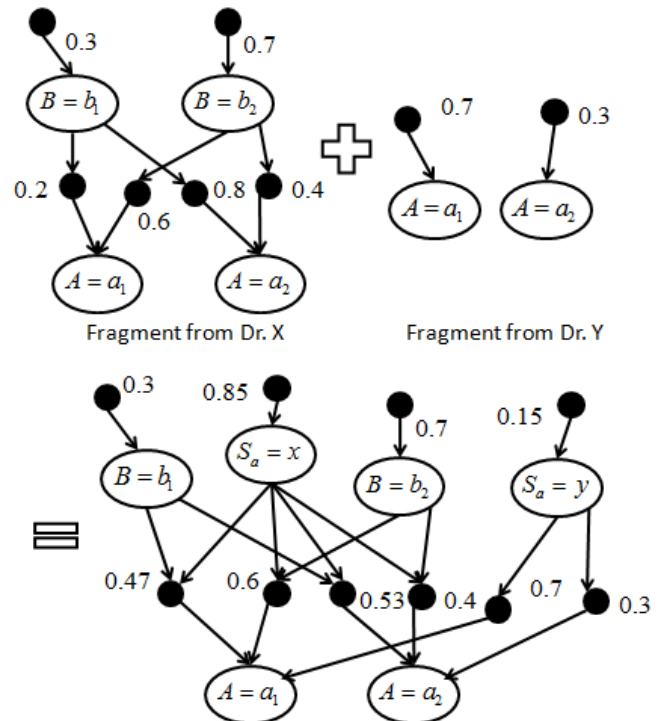 0.3 0.7
B = b₁ B = b₂
0.7 0.3
0.2 0.6 0.8 0.4
A = a₁ A = a₂
A = a₁ A = a₂
Fragment from Dr. X Fragment from Dr. Y
0.3 0.85 0.7 0.15
Sₐ = x Sₐ = y
B = b₁ B = b₂
0.47 0.6 0.53 0.4 0.7 0.3
A = a₁ A = a₂